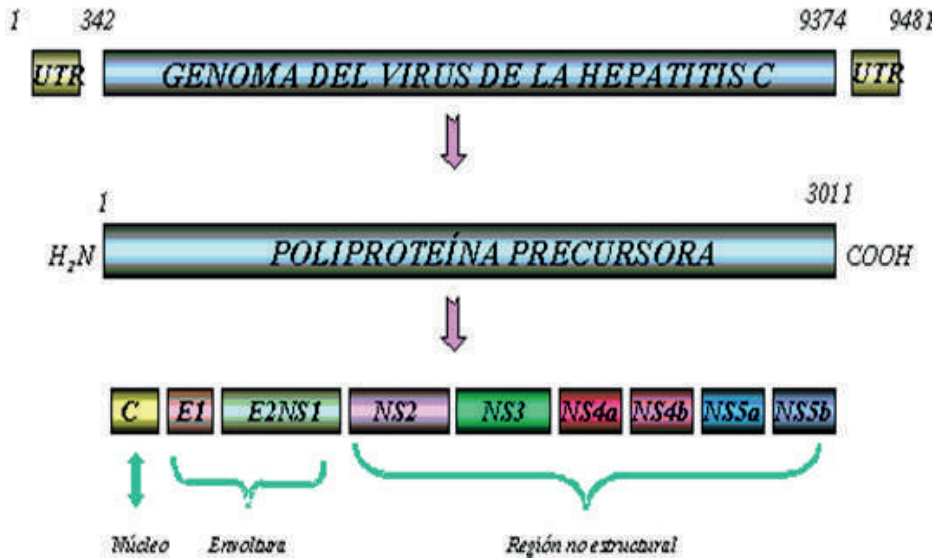 1 342 9374 9481
UTR GENOMA DEL VIRUS DE LA HEPATITIS C UTR
1 3011
H₂N POLIPROTEÍNA PRECURSORA COOH
C E1 E2NS1 NS2 NS3 NS4a NS4b NS5a NS5b
Núcleo Envoltura Región no estructural